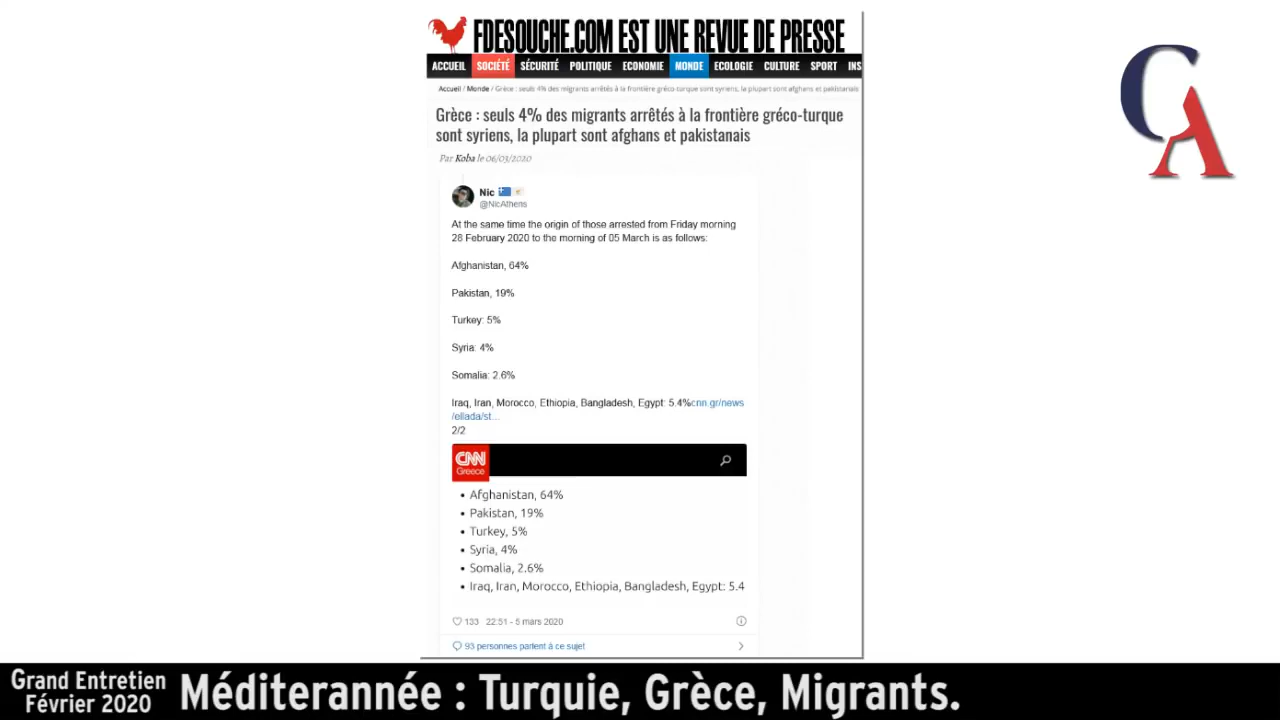 FDESOUCHE.COM EST UNE REVUE DE PRESSE
ACCUEIL SOCIÉTÉ SÉCURITÉ POLITIQUE ECONOMIE MONDE ECOLOGIE CULTURE SPORT INS
Accueil / Monde / Grèce : seuls 4% des migrants arrêtés à la frontière gréco-turque sont syriens, la plupart sont afghans et pakistanais
Grèce : seuls 4% des migrants arrêtés à la frontière gréco-turque
sont syriens, la plupart sont afghans et pakistanais
Par Koba le 06/03/2020
Nic
@NicAthens
At the same time the origin of those arrested from Friday morning
28 February 2020 to the morning of 05 March is as follows:
Afghanistan, 64%
Pakistan, 19%
Turkey: 5%
Syria: 4%
Somalia: 2.6%
Iraq, Iran, Morocco, Ethiopia, Bangladesh, Egypt: 5.4%cnn.gr/news
/ellada/st...
2/2
CNN
Greece
• Afghanistan, 64%
• Pakistan, 19%
• Turkey, 5%
• Syria, 4%
• Somalia, 2.6%
• Iraq, Iran, Morocco, Ethiopia, Bangladesh, Egypt: 5.4
133 22:51 - 5 mars 2020
93 personnes parlent à ce sujet
CA
Grand Entretien
Février 2020
Méditerannée : Turquie, Grèce, Migrants.